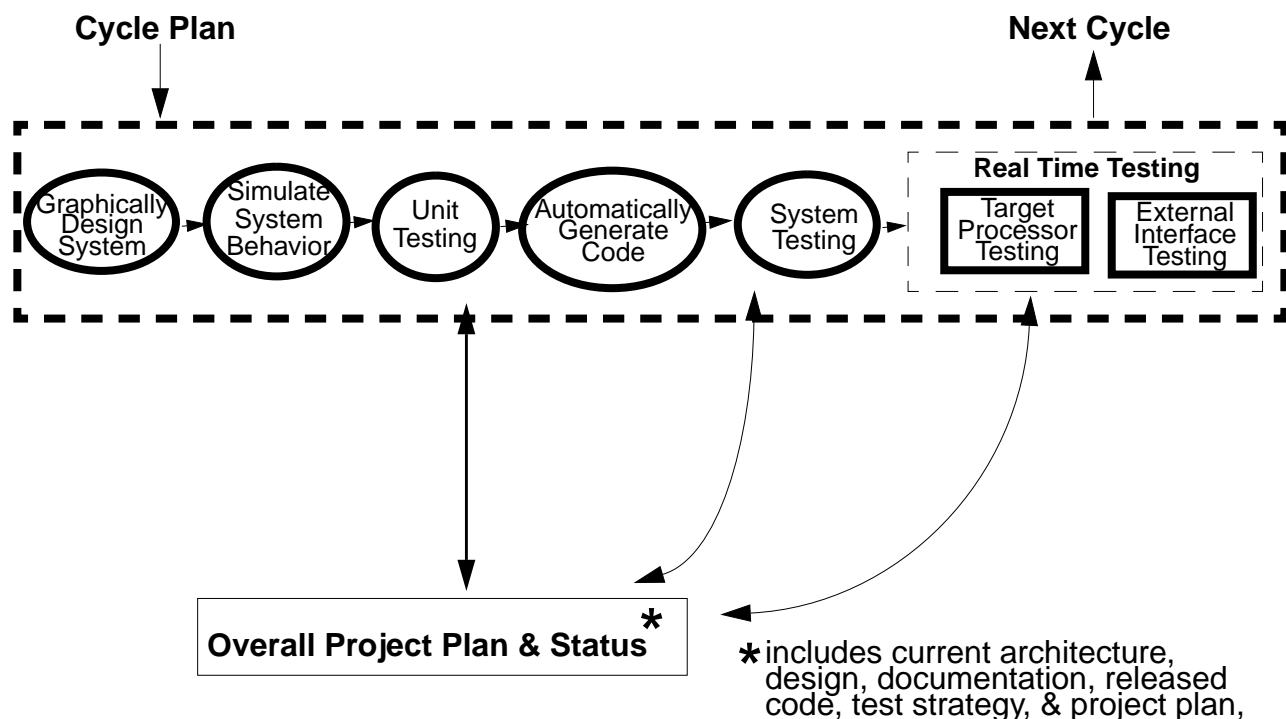 Cycle Plan
Next Cycle
Graphically
Design
System
Simulate
System
Behavior
Unit
Testing
Automatically
Generate
Code
System
Testing
Real Time Testing
Target
Processor
Testing
External
Interface
Testing
Overall Project Plan & Status*
* includes current architecture,
design, documentation, released
code, test strategy, & project plan,